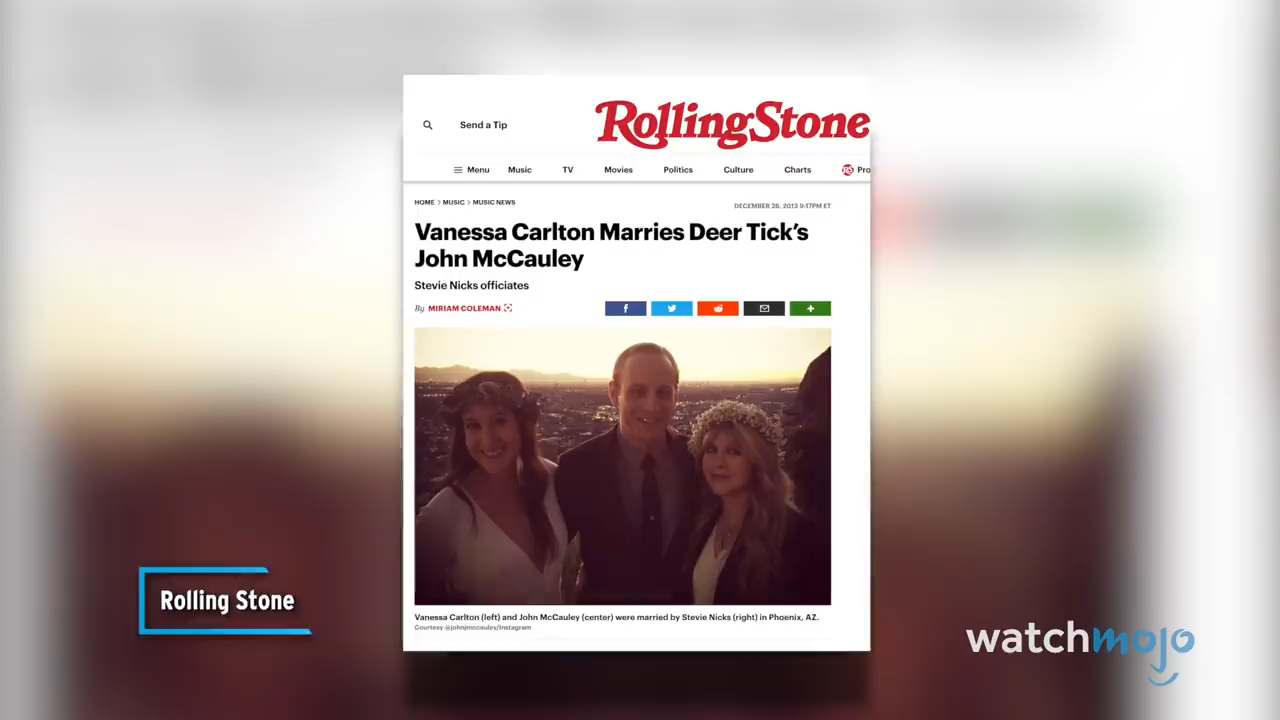 RollingStone
Send a Tip
Menu Music TV Movies Politics Culture Charts RS Pro
HOME > MUSIC > MUSIC NEWS
DECEMBER 28, 2013 9:17PM ET
Vanessa Carlton Marries Deer Tick's
John McCauley
Stevie Nicks officiates
By MIRIAM COLEMAN
Vanessa Carlton (left) and John McCauley (center) were married by Stevie Nicks (right) in Phoenix, AZ.
Courtesy @johnjmccauley/Instagram
Rolling Stone
watchmojo